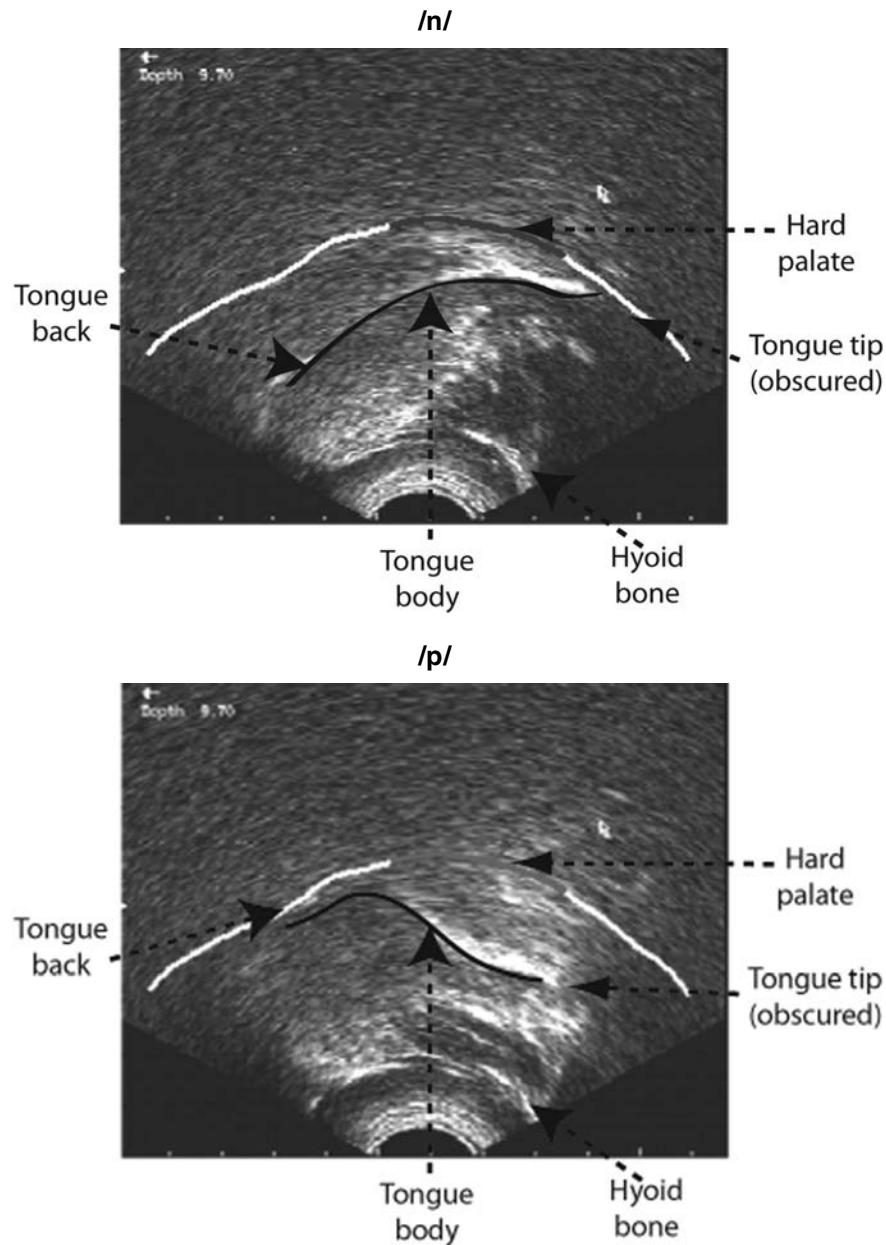 /n/
←
Depth 9.70
Hard
palate
Tongue
back
Tongue tip
(obscured)
Tongue
body
Hyoid
bone
/p/
←
Depth 9.70
Hard
palate
Tongue
back
Tongue tip
(obscured)
Tongue
body
Hyoid
bone